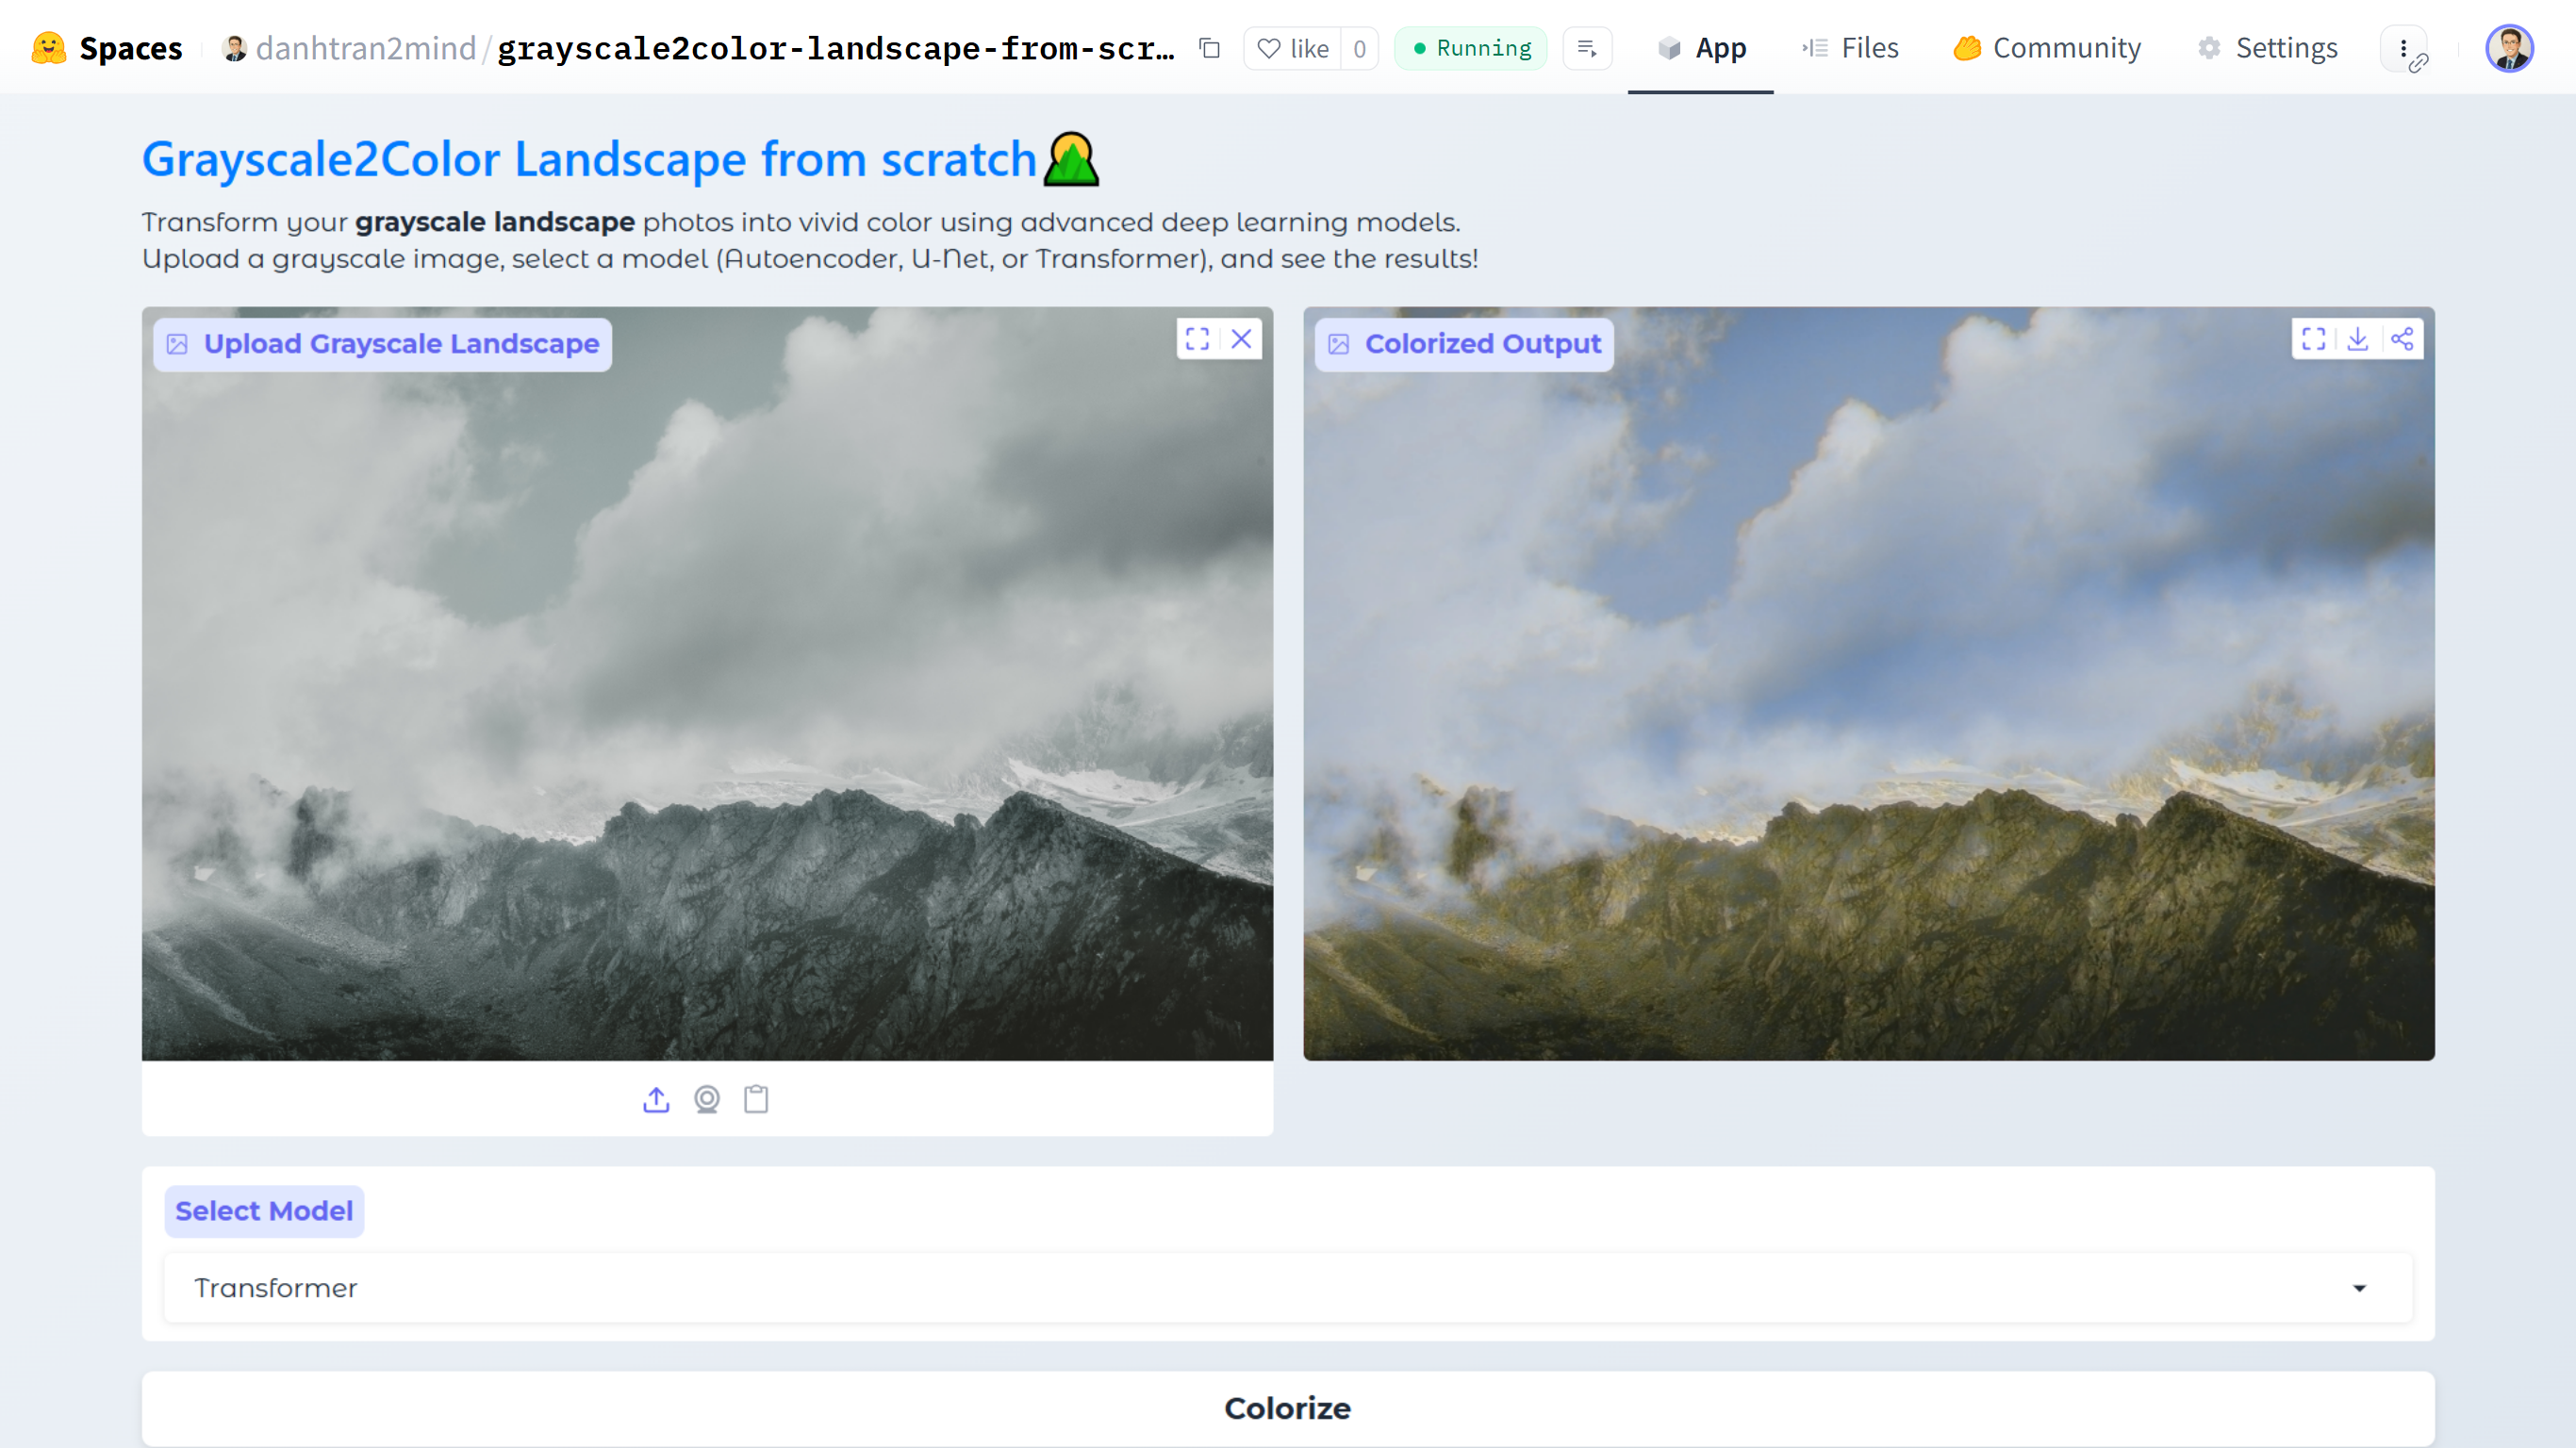 Spaces
danhtran2mind/grayscale2color-landscape-from-scr…
like 0
Running
App
Files
Community
Settings
Grayscale2Color Landscape from scratch
Transform your grayscale landscape photos into vivid color using advanced deep learning models.
Upload a grayscale image, select a model (Autoencoder, U-Net, or Transformer), and see the results!
Upload Grayscale Landscape
Colorized Output
Select Model
Transformer
Colorize